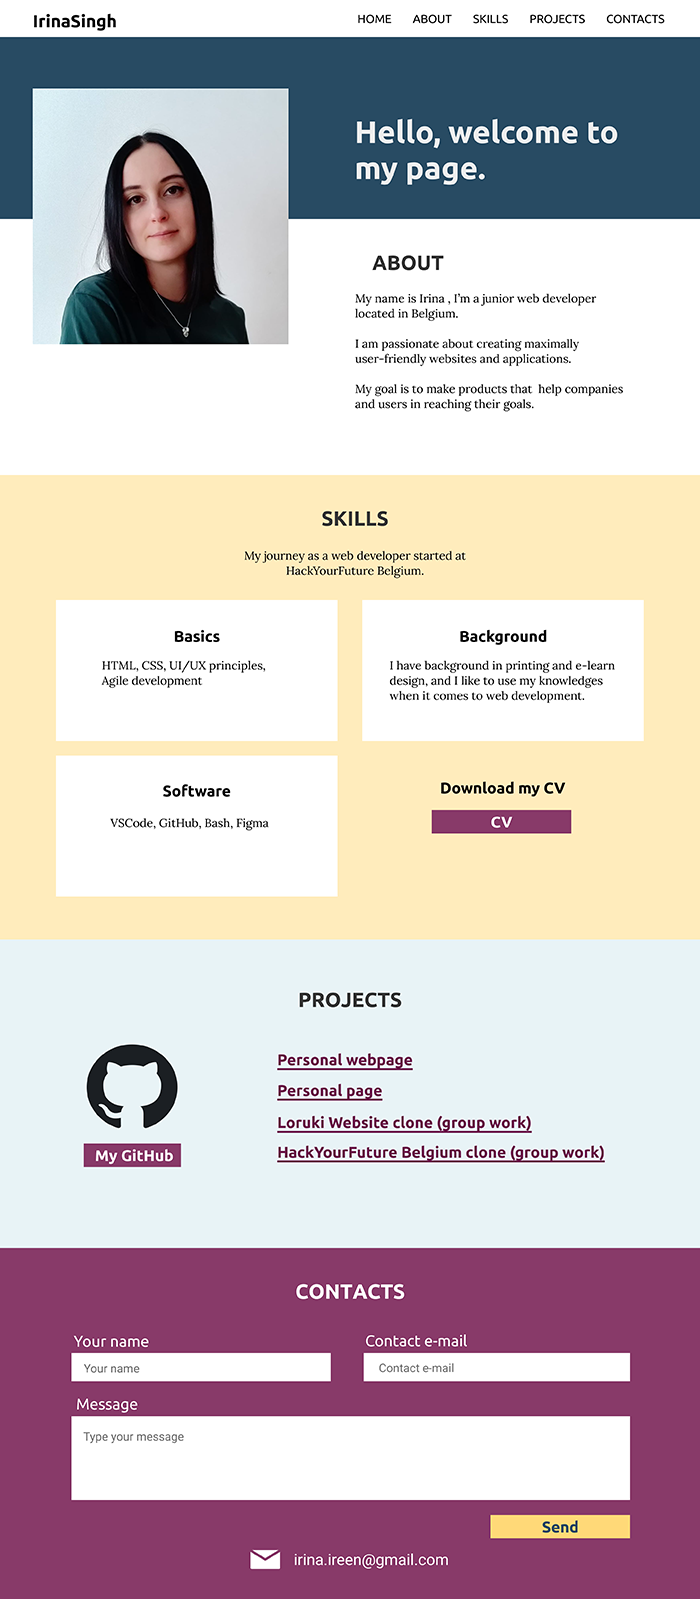 IrinaSingh
HOME ABOUT SKILLS PROJECTS CONTACTS
Hello, welcome to
my page.
ABOUT
My name is Irina , I'm a junior web developer
located in Belgium.
I am passionate about creating maximally
user-friendly websites and applications.
My goal is to make products that help companies
and users in reaching their goals.
SKILLS
My journey as a web developer started at
HackYourFuture Belgium.
Basics
HTML, CSS, UI/UX principles,
Agile development
Background
I have background in printing and e-learn
design, and I like to use my knowledges
when it comes to web development.
Software
VSCode, GitHub, Bash, Figma
Download my CV
CV
PROJECTS
My GitHub
Personal webpage
Personal page
Loruki Website clone (group work)
HackYourFuture Belgium clone (group work)
CONTACTS
Your name
Your name
Contact e-mail
Contact e-mail
Message
Type your message
Send
irina.ireen@gmail.com